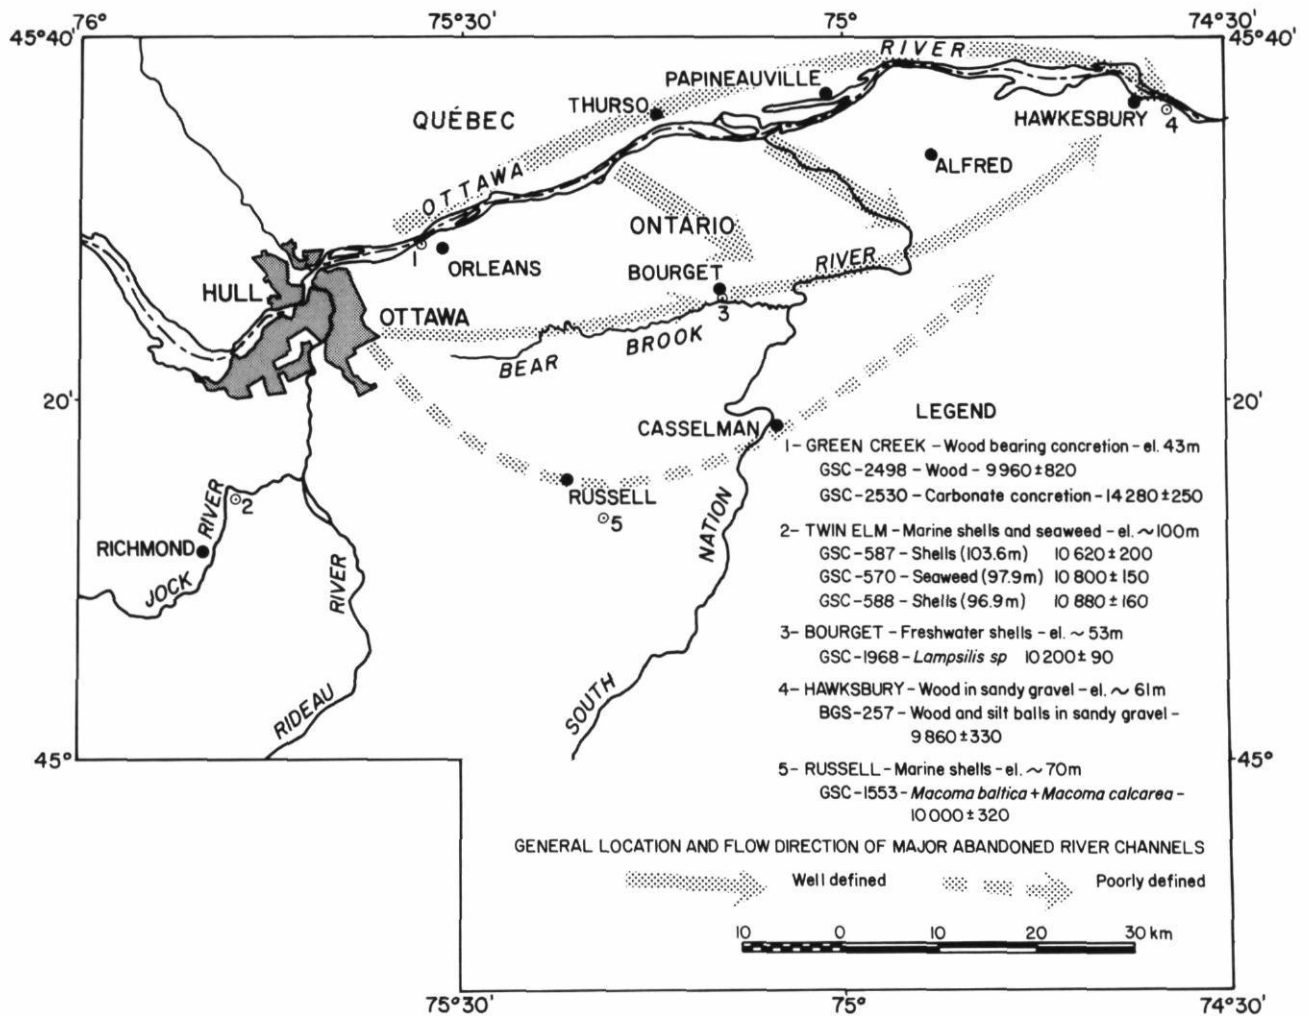 76°
75°30'
75°
74°30'
45°40'
45°40'
RIVER
PAPINEAUVILLE
THURSO
QUÉBEC
HAWKESBURY
4
ALFRED
OTTAWA
ONTARIO
1
ORLEANS
BOURGET
RIVER
HULL
3
OTTAWA
BEAR BROOK
20'
20'
CASSELMAN
RUSSELL
5
2
RICHMOND
JOCK RIVER
NATION
RIVER
SOUTH
RIDEAU
LEGEND
1- GREEN CREEK - Wood bearing concretion - el. 43m
GSC-2498 - Wood - 9960±820
GSC-2530 - Carbonate concretion - 14280±250
2- TWIN ELM - Marine shells and seaweed - el. ~100m
GSC-587 - Shells (103.6m) 10620±200
GSC-570 - Seaweed (97.9m) 10800±150
GSC-588 - Shells (96.9m) 10880±160
3- BOURGET - Freshwater shells - el. ~53m
GSC-1968 - Lampsilis sp 10200±90
4- HAWKSBURY - Wood in sandy gravel - el. ~61m
BGS-257 - Wood and silt balls in sandy gravel -
9860±330
5- RUSSELL - Marine shells - el. ~70m
GSC-1553 - Macoma baltica + Macoma calcarea -
10000±320
45°
45°
GENERAL LOCATION AND FLOW DIRECTION OF MAJOR ABANDONED RIVER CHANNELS
Well defined
Poorly defined
10 0 10 20 30 km
75°30'
75°
74°30'